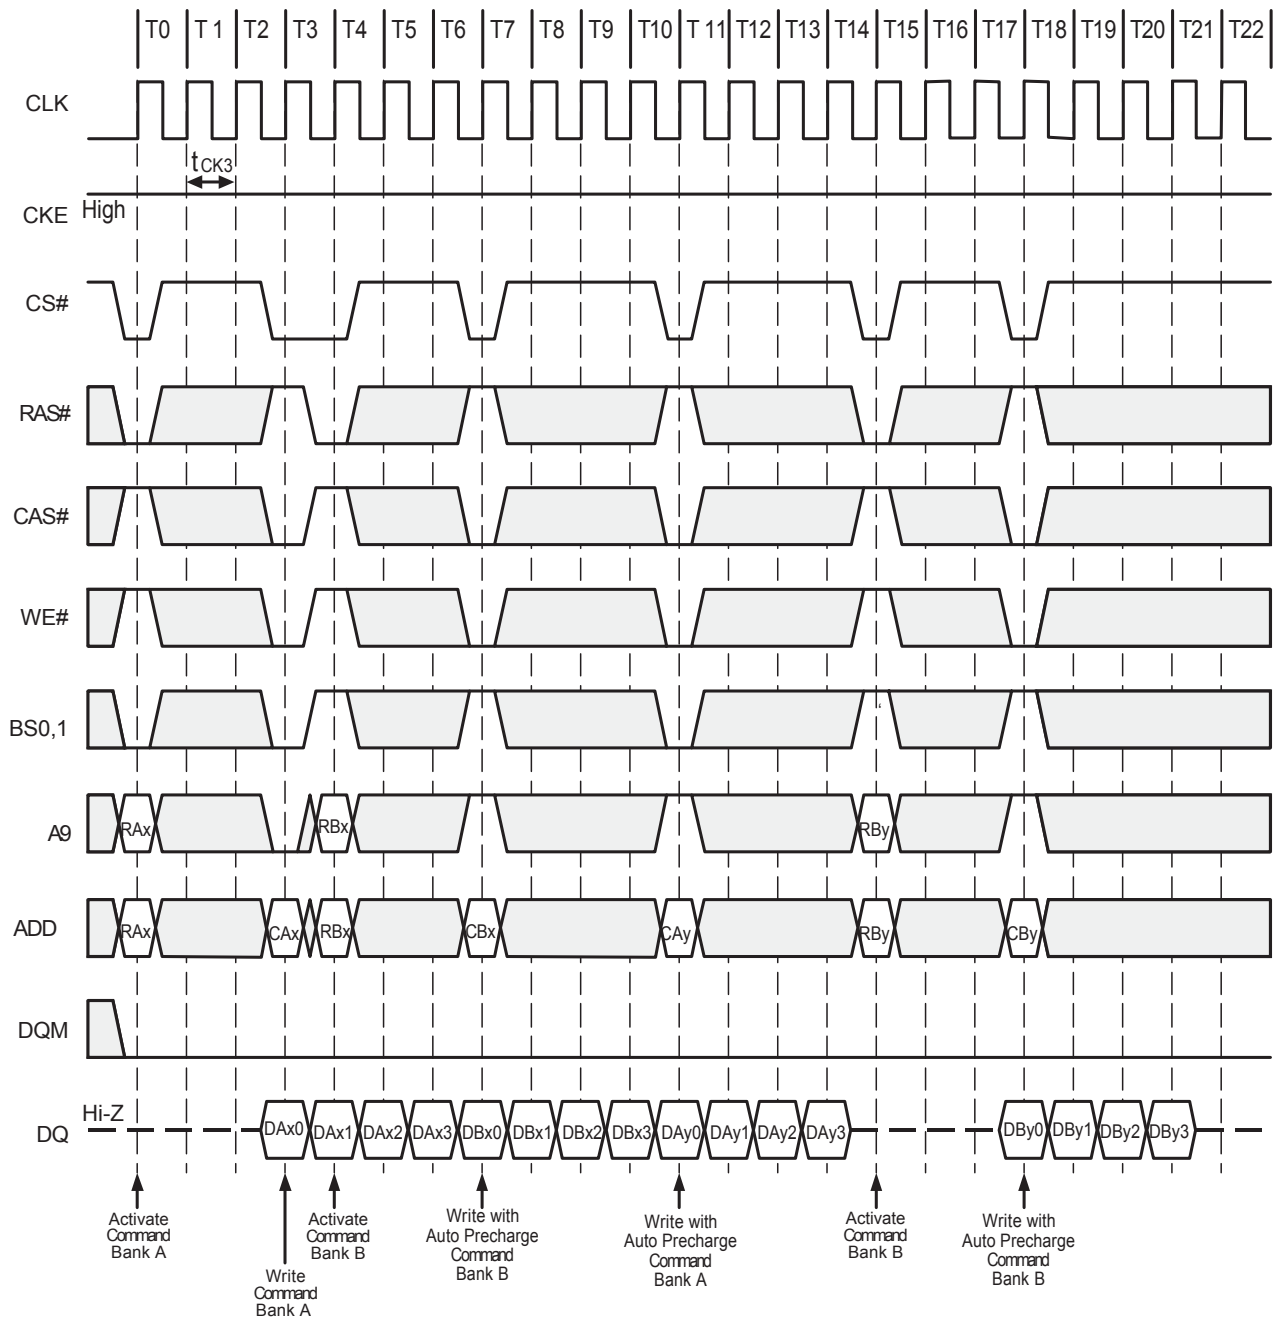 T0 T 1 T2 T3 T4 T5 T6 T7 T8 T9 T10 T 11 T12 T13 T14 T15 T16 T17 T18 T19 T20 T21 T22
CLK
tCK3
CKE High
CS#
RAS#
CAS#
WE#
BS0,1
A9 RAx RBx RBy
ADD RAx CAx RBx CBx CAy RBy CBy
DQM
Hi-Z
DQ DAx0 DAx1 DAx2 DAx3 DBx0 DBx1 DBx2 DBx3 DAy0 DAy1 DAy2 DAy3 DBy0 DBy1 DBy2 DBy3
Activate
Command
Bank A
Write
Command
Bank A
Activate
Command
Bank B
Write with
Auto Precharge
Command
Bank B
Write with
Auto Precharge
Command
Bank A
Activate
Command
Bank B
Write with
Auto Precharge
Command
Bank B